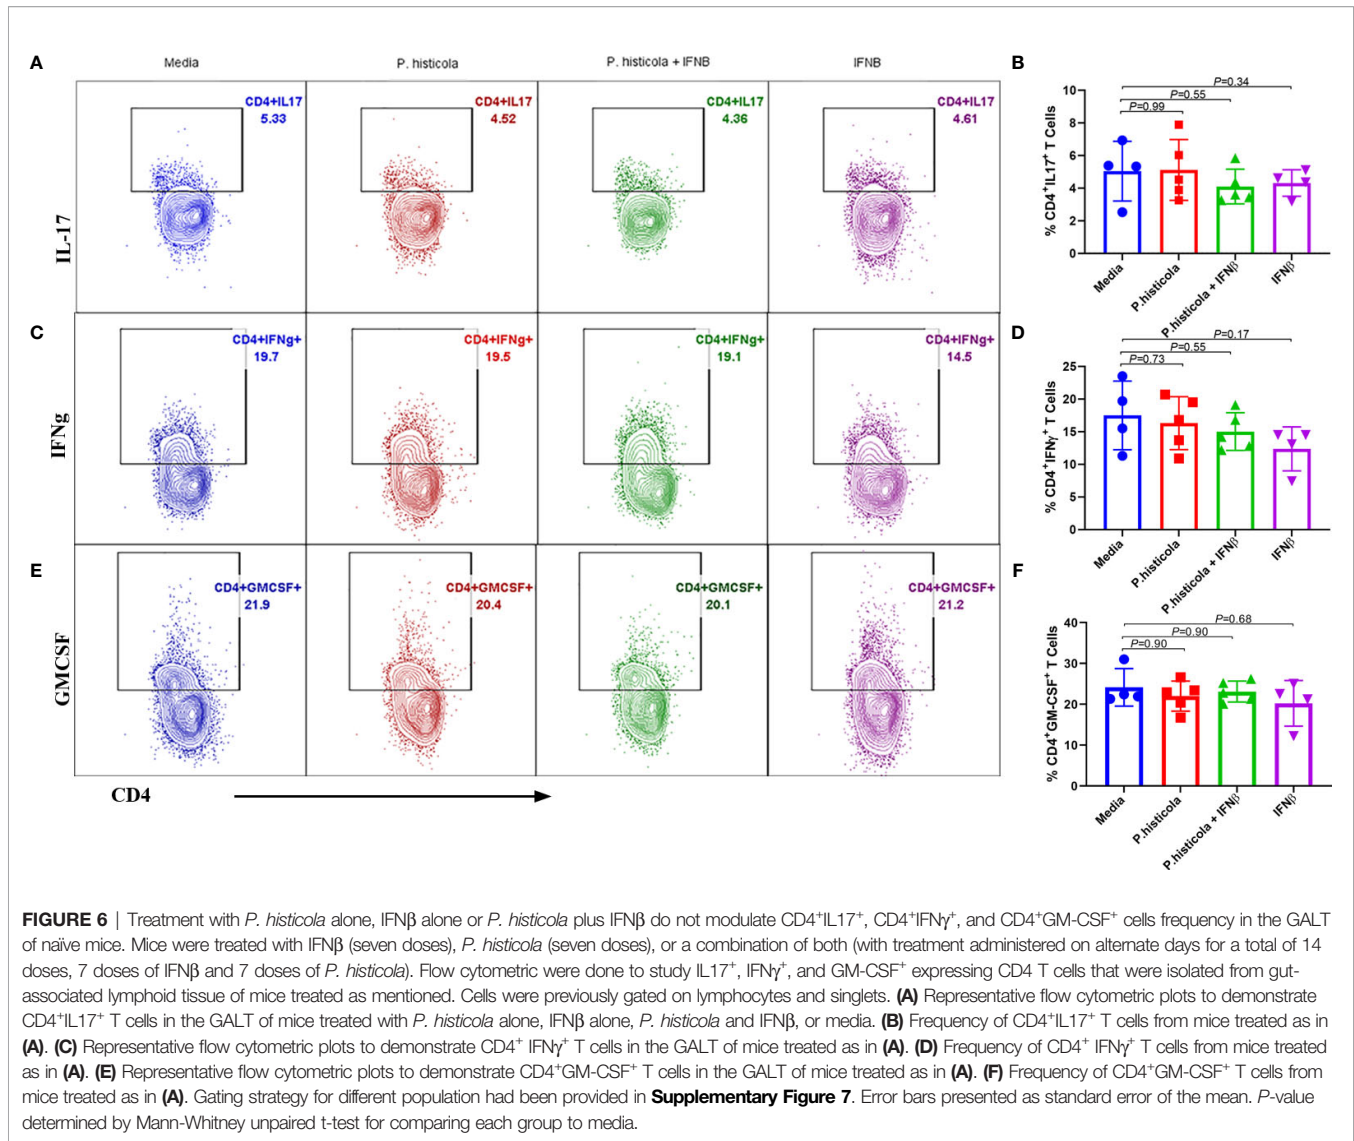 A
Media
P. histicola
P. histicola + IFNB
IFNB
IL-17
CD4+IL17
5.33
CD4+IL17
4.52
CD4+IL17
4.36
CD4+IL17
4.61
B
P=0.34
P=0.55
P=0.99
% CD4⁺IL17⁺ T Cells
10
8
6
4
2
0
Media
P.histicola
P.histicola + IFNβ
IFNβ
C
IFNg
CD4+IFNg+
19.7
CD4+IFNg+
19.5
CD4+IFNg+
19.1
CD4+IFNg+
14.5
D
P=0.17
P=0.55
P=0.73
% CD4⁺IFNγ⁺ T Cells
25
20
15
10
5
0
Media
P.histicola
P.histicola + IFNβ
IFNβ
E
GMCSF
CD4+GMCSF+
21.9
CD4+GMCSF+
20.4
CD4+GMCSF+
20.1
CD4+GMCSF+
21.2
CD4
F
P=0.68
P=0.90
P=0.90
% CD4⁺GM-CSF⁺ T Cells
40
30
20
10
0
Media
P.histicola
P.histicola + IFNβ
IFNβ
FIGURE 6 | Treatment with P. histicola alone, IFNβ alone or P. histicola plus IFNβ do not modulate CD4⁺IL17⁺, CD4⁺IFNγ⁺, and CD4⁺GM-CSF⁺ cells frequency in the GALT
of naïve mice. Mice were treated with IFNβ (seven doses), P. histicola (seven doses), or a combination of both (with treatment administered on alternate days for a total of 14
doses, 7 doses of IFNβ and 7 doses of P. histicola). Flow cytometric were done to study IL17⁺, IFNγ⁺, and GM-CSF⁺ expressing CD4 T cells that were isolated from gut-
associated lymphoid tissue of mice treated as mentioned. Cells were previously gated on lymphocytes and singlets. (A) Representative flow cytometric plots to demonstrate
CD4⁺IL17⁺ T cells in the GALT of mice treated with P. histicola alone, IFNβ alone, P. histicola and IFNβ, or media. (B) Frequency of CD4⁺IL17⁺ T cells from mice treated as in
(A). (C) Representative flow cytometric plots to demonstrate CD4⁺ IFNγ⁺ T cells in the GALT of mice treated as in (A). (D) Frequency of CD4⁺ IFNγ⁺ T cells from mice treated
as in (A). (E) Representative flow cytometric plots to demonstrate CD4⁺GM-CSF⁺ T cells in the GALT of mice treated as in (A). (F) Frequency of CD4⁺GM-CSF⁺ T cells from
mice treated as in (A). Gating strategy for different population had been provided in Supplementary Figure 7. Error bars presented as standard error of the mean. P-value
determined by Mann-Whitney unpaired t-test for comparing each group to media.